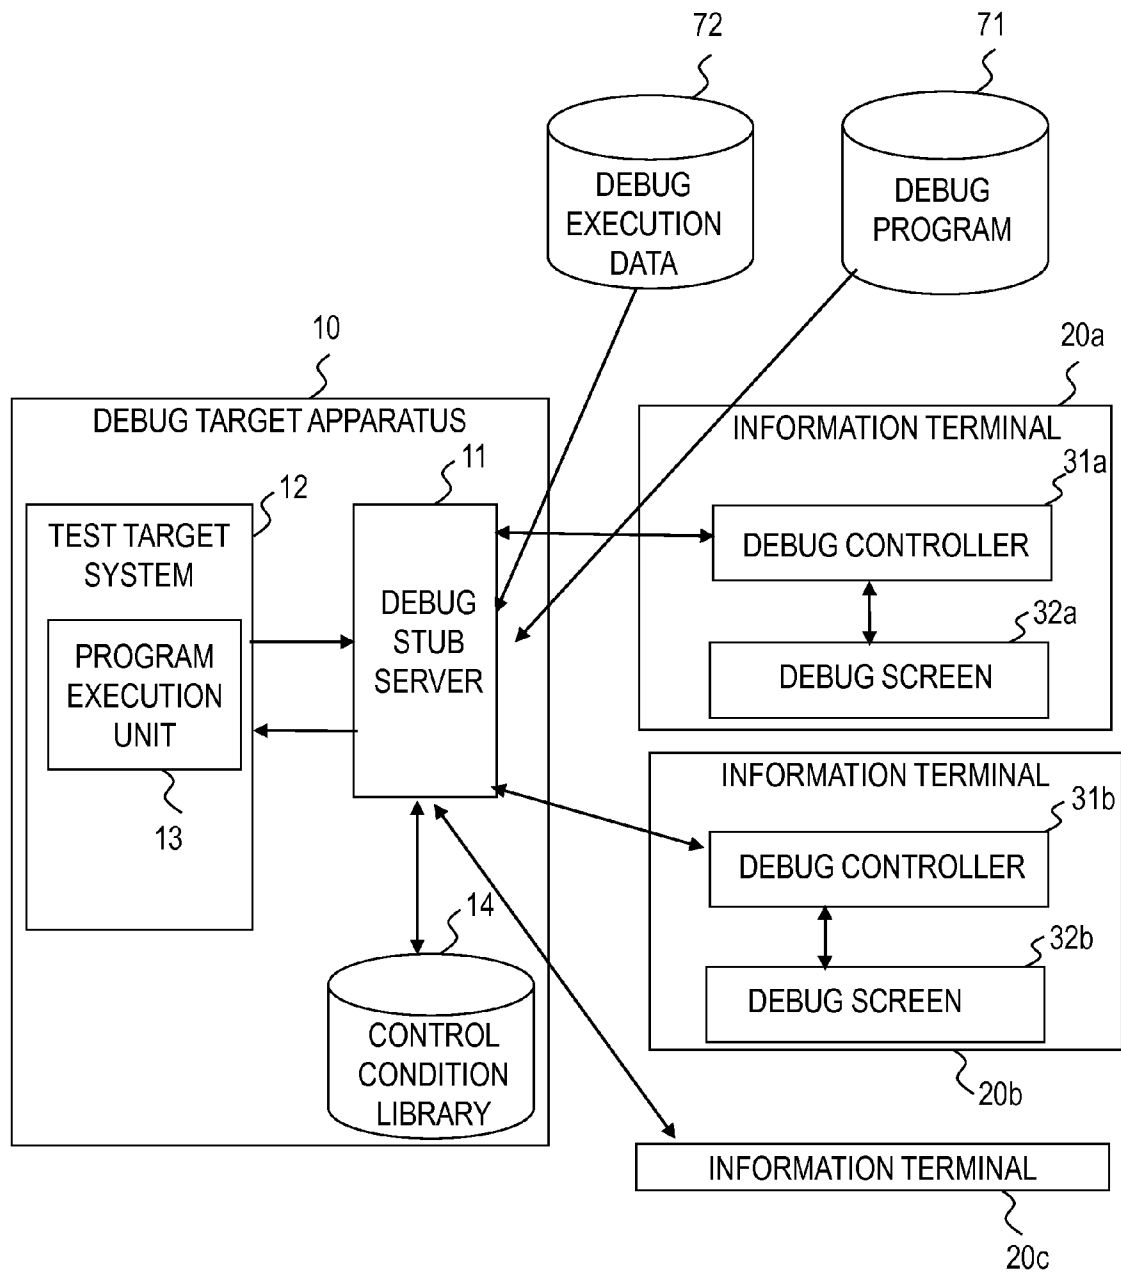 72
71
DEBUG
EXECUTION
DATA
DEBUG
PROGRAM
10
20a
DEBUG TARGET APPARATUS
INFORMATION TERMINAL
11
31a
12
TEST TARGET
SYSTEM
DEBUG CONTROLLER
DEBUG
STUB
SERVER
32a
PROGRAM
EXECUTION
UNIT
DEBUG SCREEN
13
INFORMATION TERMINAL
31b
DEBUG CONTROLLER
14
32b
DEBUG SCREEN
CONTROL
CONDITION
LIBRARY
20b
INFORMATION TERMINAL
20c